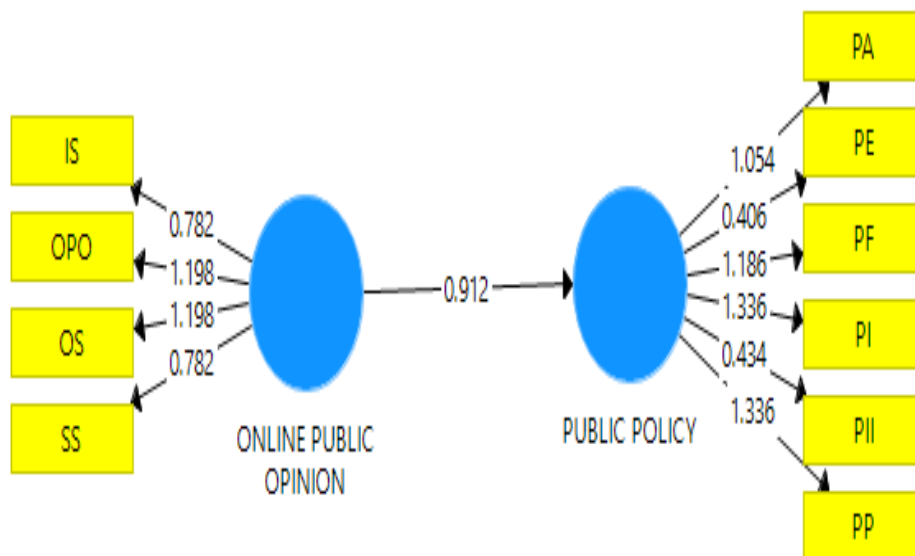 IS
OPO
OS
SS
0.782
1.198
1.198
0.782
ONLINE PUBLIC
OPINION
0.912
PUBLIC POLICY
1.054
0.406
1.186
1.336
0.434
1.336
PA
PE
PF
PI
PII
PP